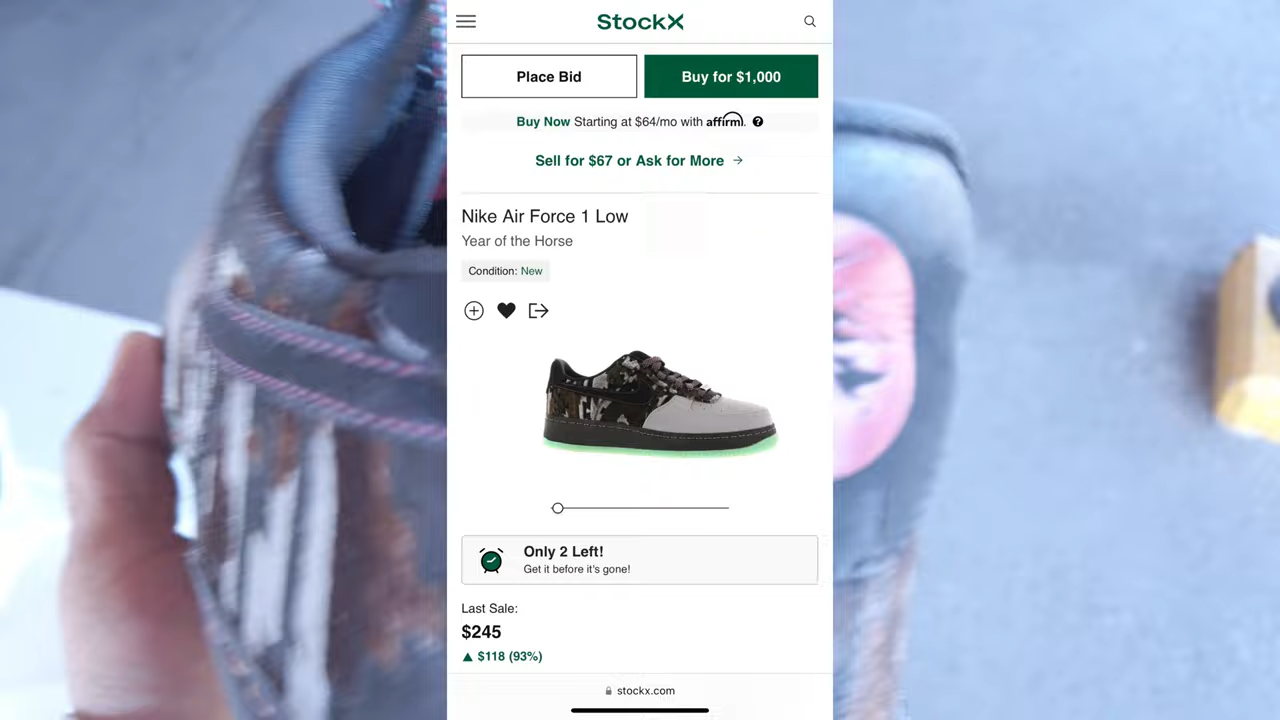 StockX
Place Bid
Buy for $1,000
Buy Now Starting at $64/mo with affirm.
Sell for $67 or Ask for More
Nike Air Force 1 Low
Year of the Horse
Condition: New
Only 2 Left!
Get it before it's gone!
Last Sale:
$245
▲ $118 (93%)
stockx.com